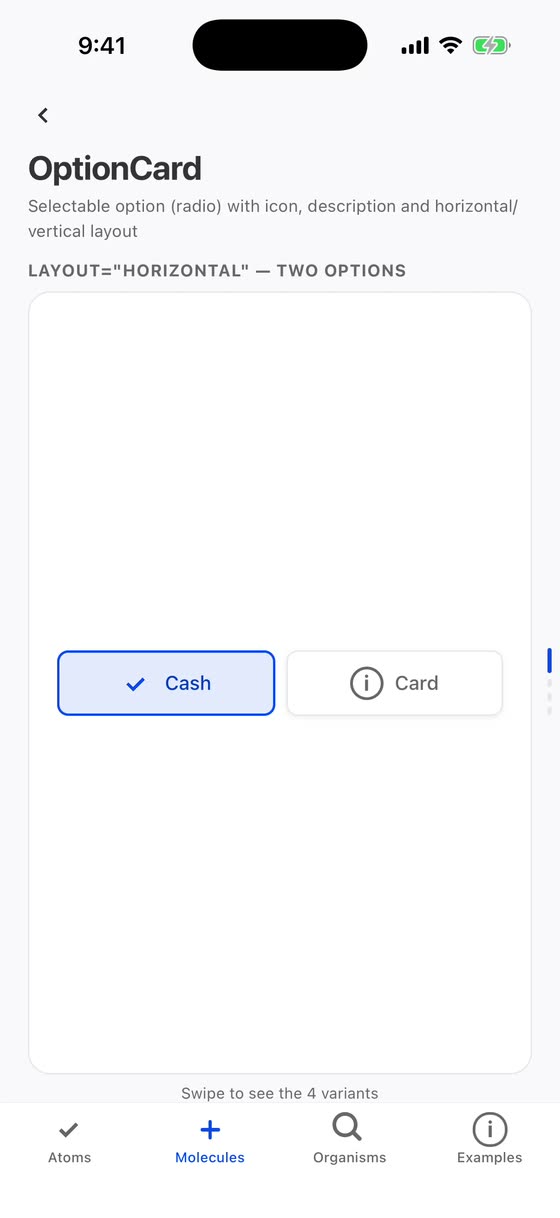 9:41
OptionCard
Selectable option (radio) with icon, description and horizontal/
vertical layout
LAYOUT="HORIZONTAL" — TWO OPTIONS
Cash
Card
Swipe to see the 4 variants
Atoms
Molecules
Organisms
Examples